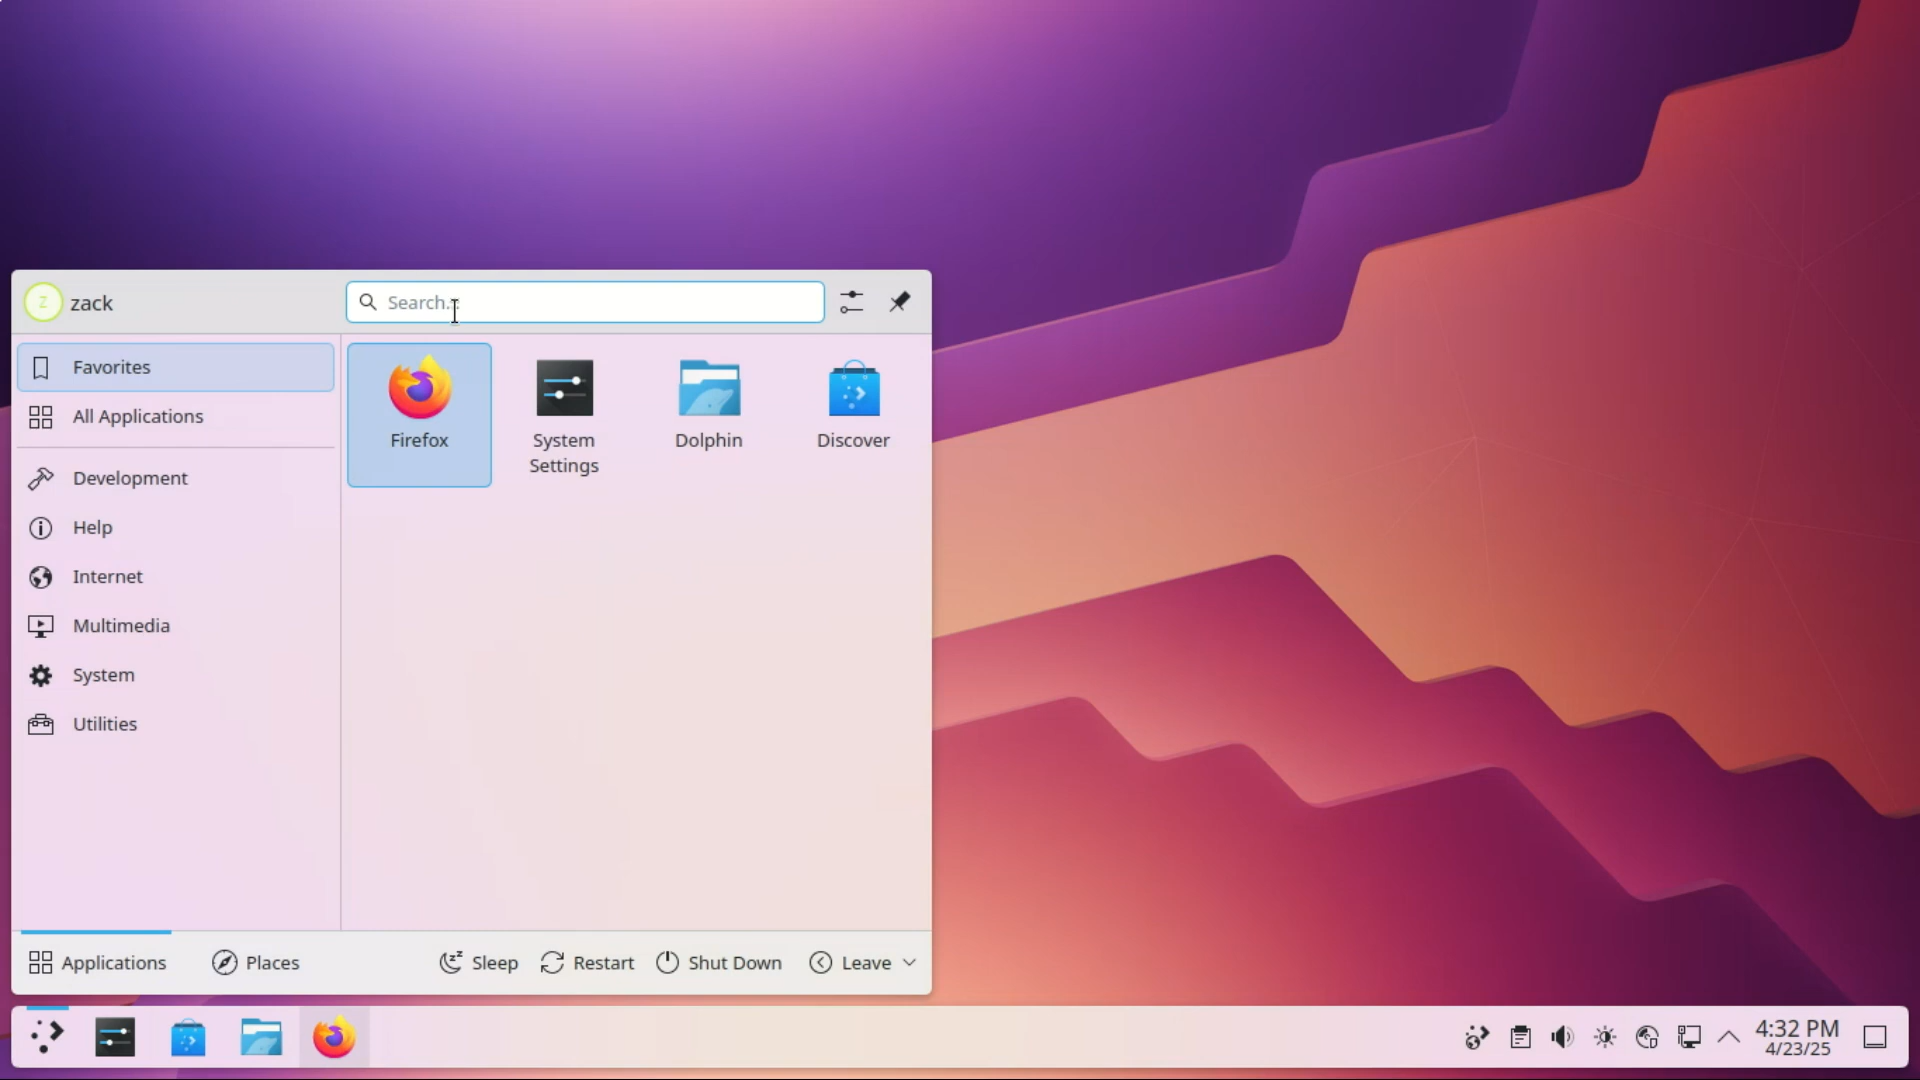 Z
zack
Search...
Favorites
All Applications
Development
Help
Internet
Multimedia
System
Utilities
Firefox
System
Settings
Dolphin
Discover
Applications
Places
Sleep
Restart
Shut Down
Leave
4:32 PM
4/23/25